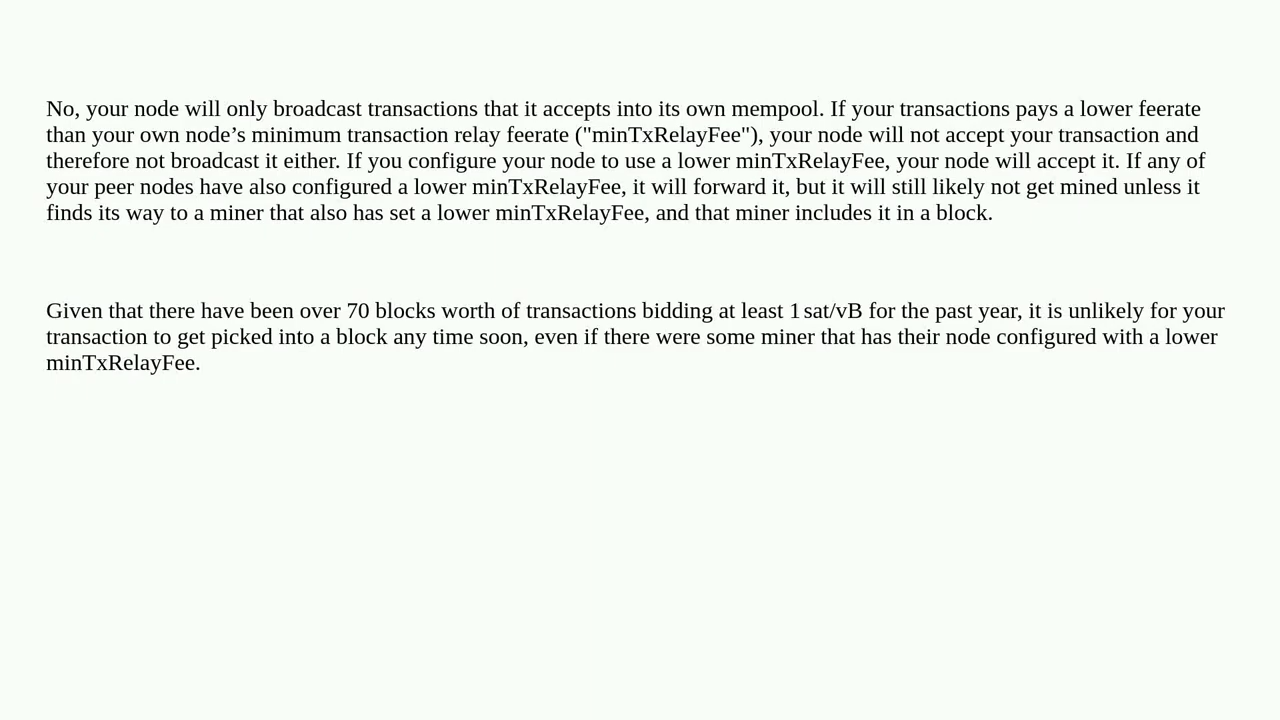 No, your node will only broadcast transactions that it accepts into its own mempool. If your transactions pays a lower feerate
than your own node’s minimum transaction relay feerate ("minTxRelayFee"), your node will not accept your transaction and
therefore not broadcast it either. If you configure your node to use a lower minTxRelayFee, your node will accept it. If any of
your peer nodes have also configured a lower minTxRelayFee, it will forward it, but it will still likely not get mined unless it
finds its way to a miner that also has set a lower minTxRelayFee, and that miner includes it in a block.
Given that there have been over 70 blocks worth of transactions bidding at least 1 sat/vB for the past year, it is unlikely for your
transaction to get picked into a block any time soon, even if there were some miner that has their node configured with a lower
minTxRelayFee.